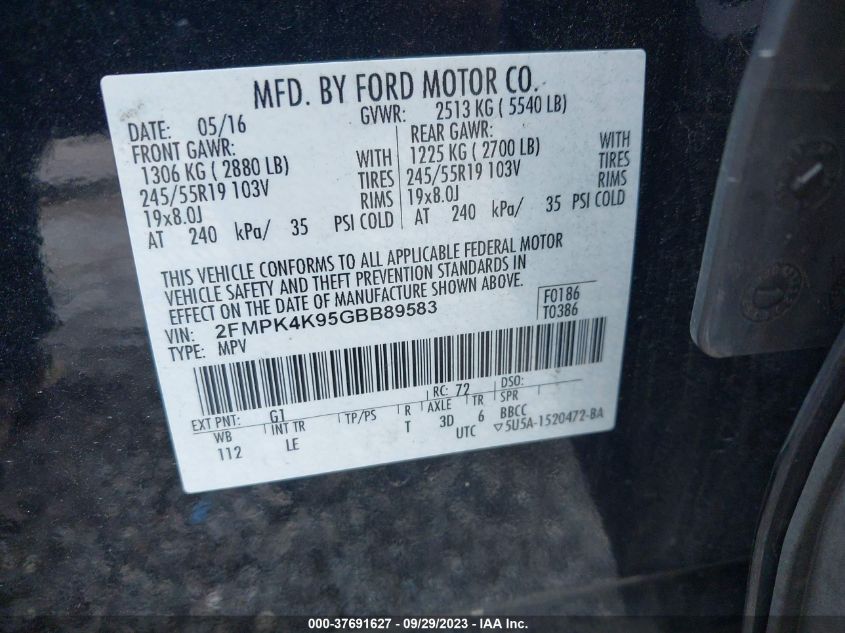 MFD. BY FORD MOTOR CO.
DATE: 05/16 GVWR: 2513 KG ( 5540 LB)
FRONT GAWR: REAR GAWR:
1306 KG ( 2880 LB) WITH 1225 KG ( 2700 LB) WITH
245/55R19 103V TIRES 245/55R19 103V TIRES
19x8.0J RIMS 19x8.0J RIMS
AT 240 kPa/ 35 PSI COLD AT 240 kPa/ 35 PSI COLD
THIS VEHICLE CONFORMS TO ALL APPLICABLE FEDERAL MOTOR
VEHICLE SAFETY AND THEFT PREVENTION STANDARDS IN
EFFECT ON THE DATE OF MANUFACTURE SHOWN ABOVE.
VIN: 2FMPK4K95GBB89583 F0186
TYPE: MPV T0386
EXT PNT: G1 RC: 72 DSO:
WB INT TR TP/PS R AXLE TR SPR
112 LE T 3D 6 BBCC
UTC ▽5U5A-1520472-BA
000-37691627 - 09/29/2023 - IAA Inc.